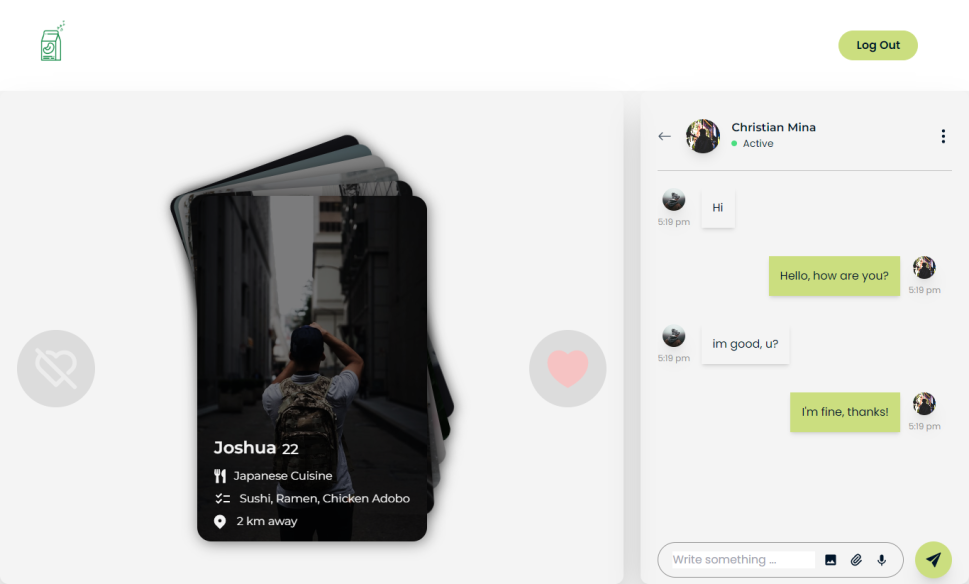 Log Out
Joshua 22
Japanese Cuisine
Sushi, Ramen, Chicken Adobo
2 km away
Christian Mina
Active
Hi
5:19 pm
Hello, how are you?
5:19 pm
im good, u?
5:19 pm
I'm fine, thanks!
5:19 pm
Write something ...